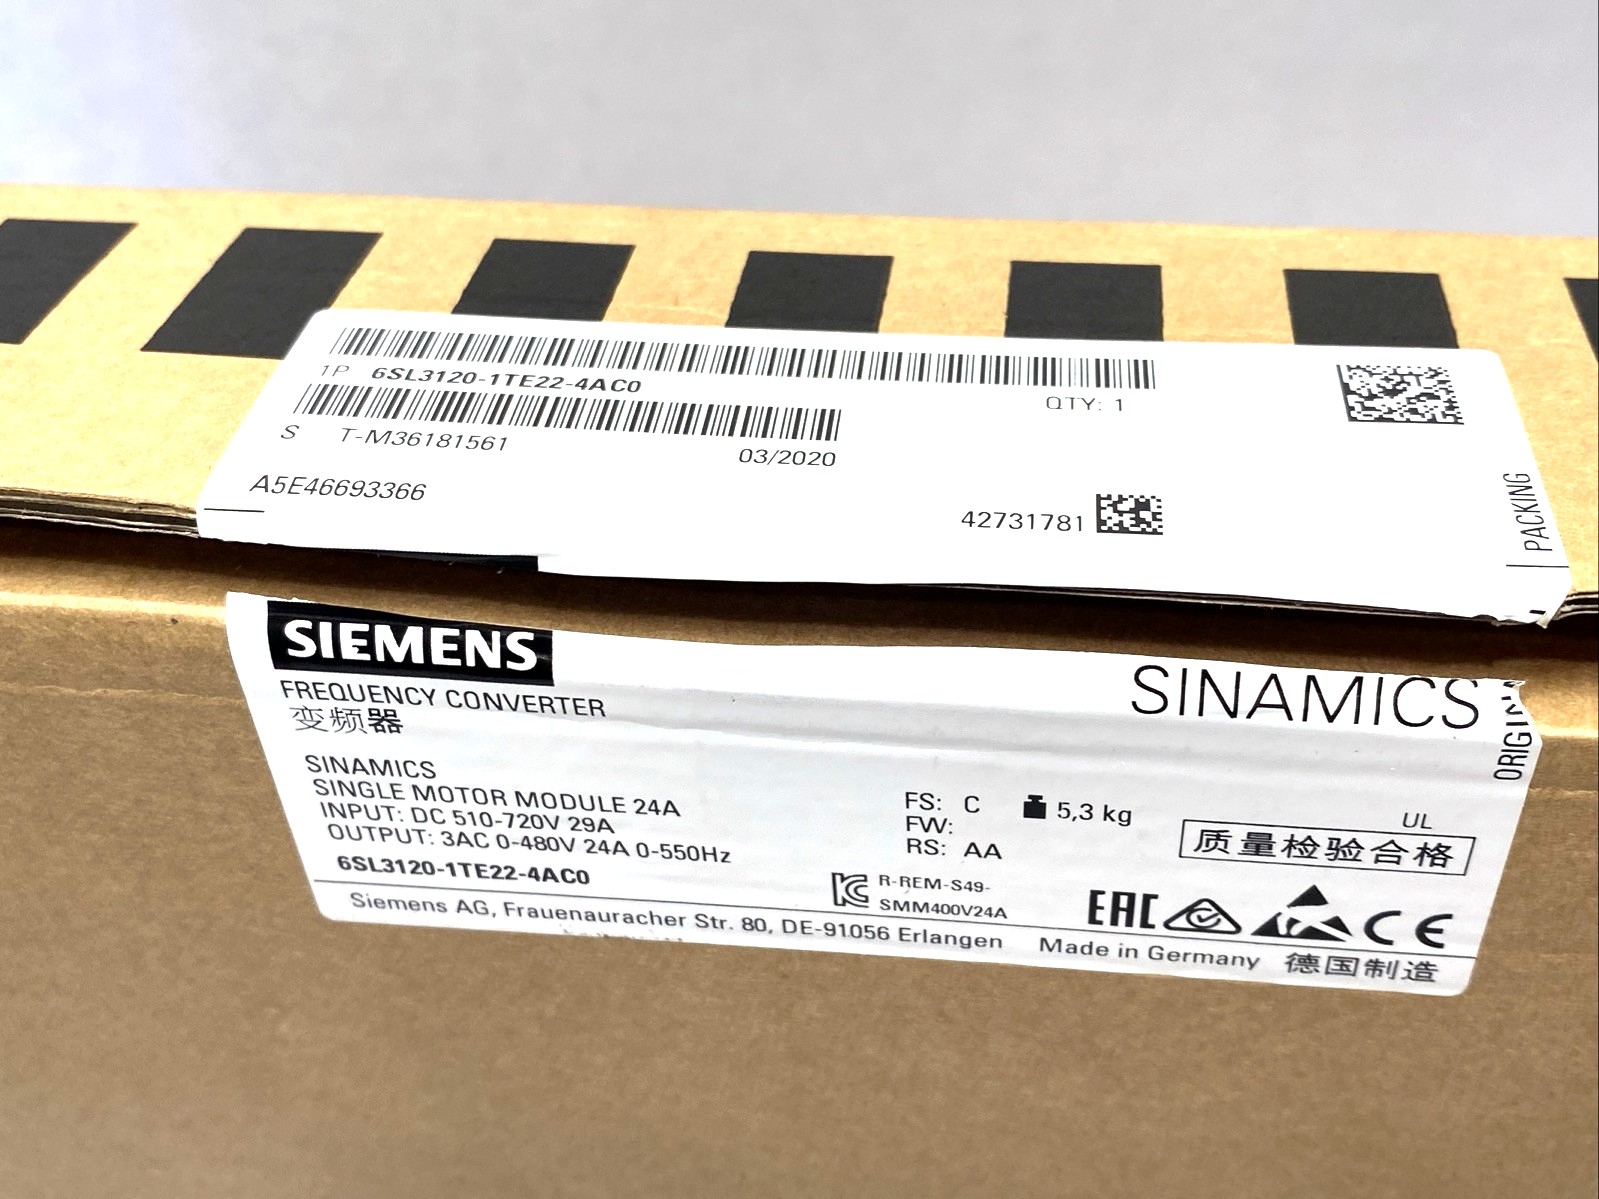 1P 6SL3120-1TE22-4AC0
QTY: 1
S T-M36181561
03/2020
A5E46693366
42731781
PACKING
SIEMENS
SINAMICS
FREQUENCY CONVERTER
变频器
SINAMICS
SINGLE MOTOR MODULE 24A
INPUT: DC 510-720V 29A
OUTPUT: 3AC 0-480V 24A 0-550Hz
6SL3120-1TE22-4AC0
FS: C
5,3 kg
FW:
RS: AA
UL
质量检验合格
R-REM-S49-
SMM400V24A
EAC
CE
Siemens AG, Frauenauracher Str. 80, DE-91056 Erlangen
Made in Germany 德国制造